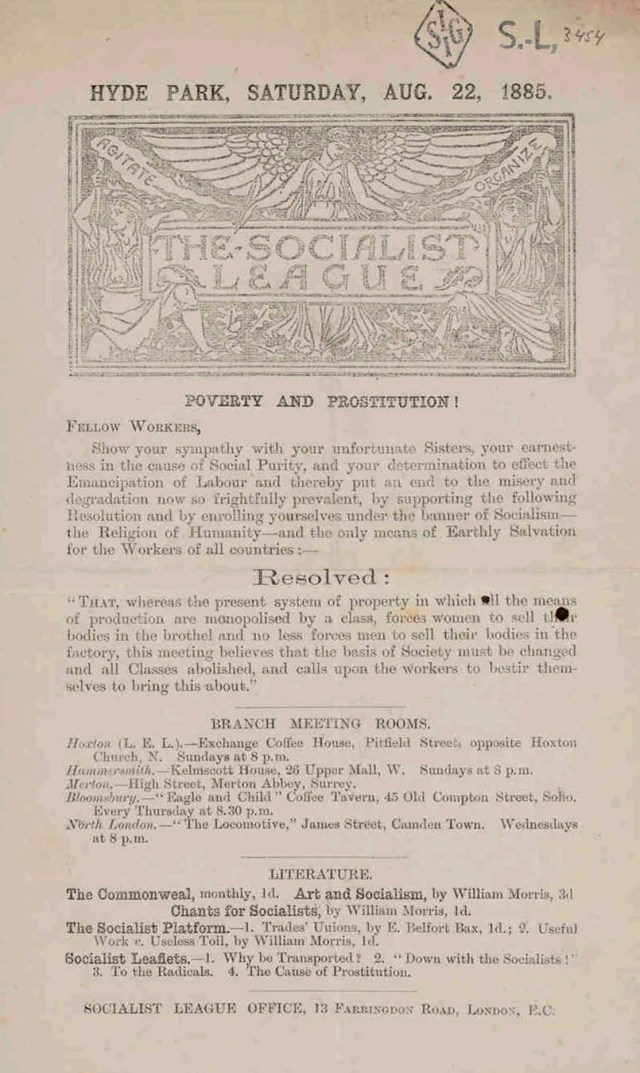 SIIG
S.-L, 3454
HYDE PARK, SATURDAY, AUG. 22, 1885.
AGITATE
ORGANIZE
THE-SOCIALIST
LEAGUE
POVERTY AND PROSTITUTION!
FELLOW WORKERS,
Show your sympathy with your unfortunate Sisters, your earnest-
ness in the cause of Social Purity, and your determination to effect the
Emancipation of Labour and thereby put an end to the misery and
degradation now so frightfully prevalent, by supporting the following
Resolution and by enrolling yourselves under the banner of Socialism—
the Religion of Humanity—and the only means of Earthly Salvation
for the Workers of all countries:—
Resolved:
"THAT, whereas the present system of property in which all the means
of production are monopolised by a class, forces women to sell their
bodies in the brothel and no less forces men to sell their bodies in the
factory, this meeting believes that the basis of Society must be changed
and all Classes abolished, and calls upon the workers to bestir them-
selves to bring this about."
BRANCH MEETING ROOMS.
Hoxton (L. E. L.).—Exchange Coffee House, Pitfield Street, opposite Hoxton
Church, N. Sundays at 8 p.m.
Hammersmith.—Kelmscott House, 26 Upper Mall, W. Sundays at 8 p.m.
Merton.—High Street, Merton Abbey, Surrey.
Bloomsbury.—"Eagle and Child" Coffee Tavern, 45 Old Compton Street, Soho.
Every Thursday at 8.30 p.m.
North London.—"The Locomotive," James Street, Camden Town. Wednesdays
at 8 p.m.
LITERATURE.
The Commonweal, monthly, 1d. Art and Socialism, by William Morris, 3d
Chants for Socialists, by William Morris, 1d.
The Socialist Platform.—1. Trades' Unions, by E. Belfort Bax, 1d.; 2. Useful
Work v. Useless Toil, by William Morris, 1d.
Socialist Leaflets.—1. Why be Transported? 2. "Down with the Socialists!"
3. To the Radicals. 4. The Cause of Prostitution.
SOCIALIST LEAGUE OFFICE, 13 FARRINGDON ROAD, LONDON, E.C.